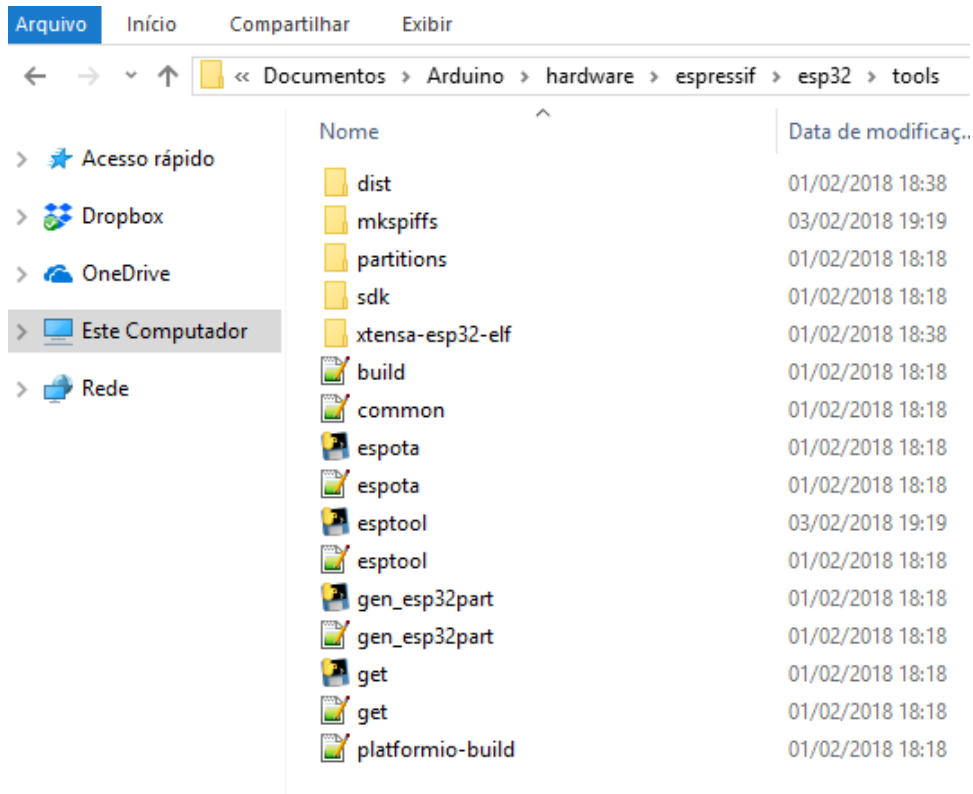 Arquivo Início Compartilhar Exibir
« Documentos > Arduino > hardware > espressif > esp32 > tools
Nome Data de modificaç..
Acesso rápido
Dropbox
OneDrive
Este Computador
Rede
dist 01/02/2018 18:38
mkspiffs 03/02/2018 19:19
partitions 01/02/2018 18:18
sdk 01/02/2018 18:18
xtensa-esp32-elf 01/02/2018 18:38
build 01/02/2018 18:18
common 01/02/2018 18:18
espota 01/02/2018 18:18
espota 01/02/2018 18:18
esptool 03/02/2018 19:19
esptool 01/02/2018 18:18
gen_esp32part 01/02/2018 18:18
gen_esp32part 01/02/2018 18:18
get 01/02/2018 18:18
get 01/02/2018 18:18
platformio-build 01/02/2018 18:18